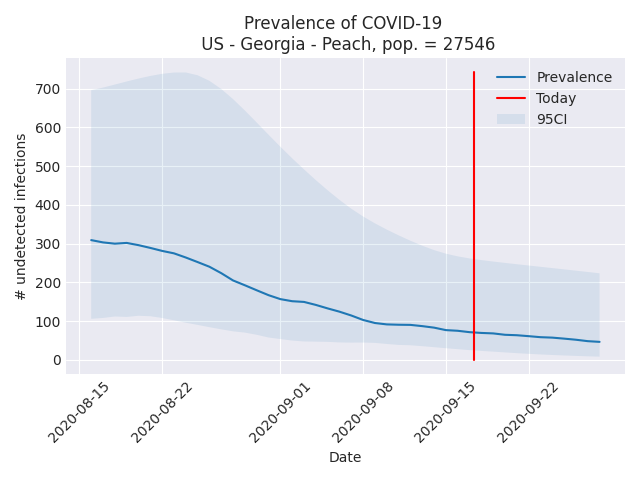 Prevalence of COVID-19
US - Georgia - Peach, pop. = 27546
Prevalence
Today
95CI
# undetected infections
700
600
500
400
300
200
100
0
2020-08-15
2020-08-22
2020-09-01
2020-09-08
2020-09-15
2020-09-22
Date